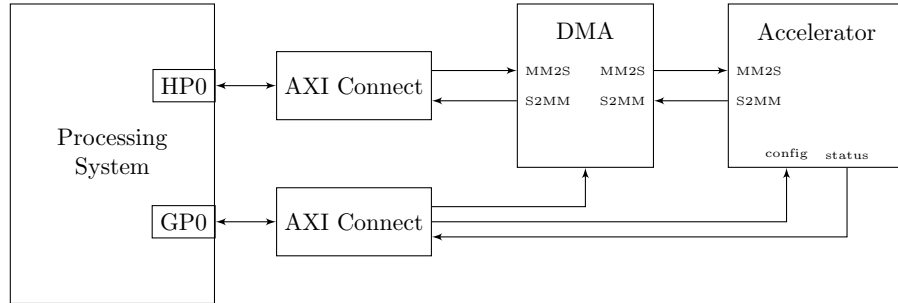 Processing
System
HP0
GP0
AXI Connect
AXI Connect
DMA
MM2S
MM2S
S2MM
S2MM
Accelerator
MM2S
S2MM
config
status